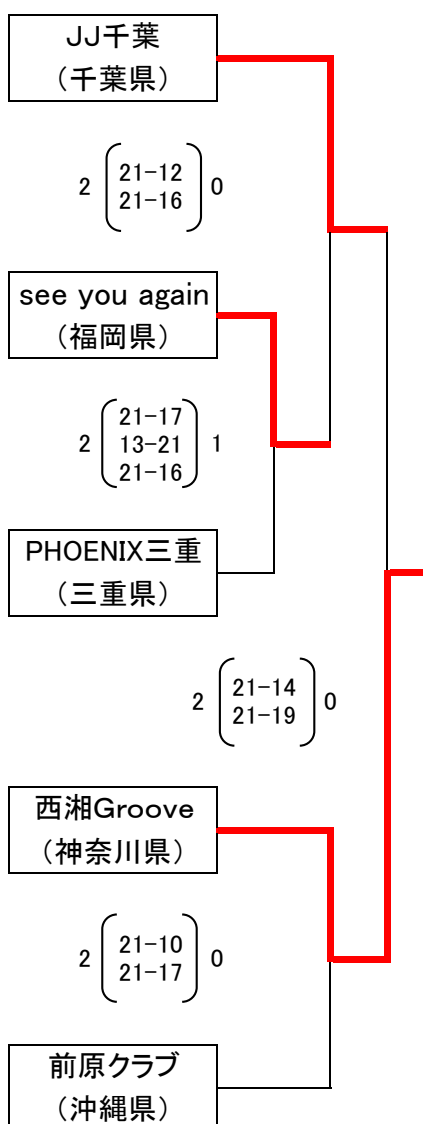 JJ千葉
（千葉県）
2 21-12 0
21-16
see you again
（福岡県）
21-17
2 13-21 1
21-16
PHOENIX三重
（三重県）
2 21-14 0
21-19
西湘Groove
（神奈川県）
2 21-10 0
21-17
前原クラブ
（沖縄県）